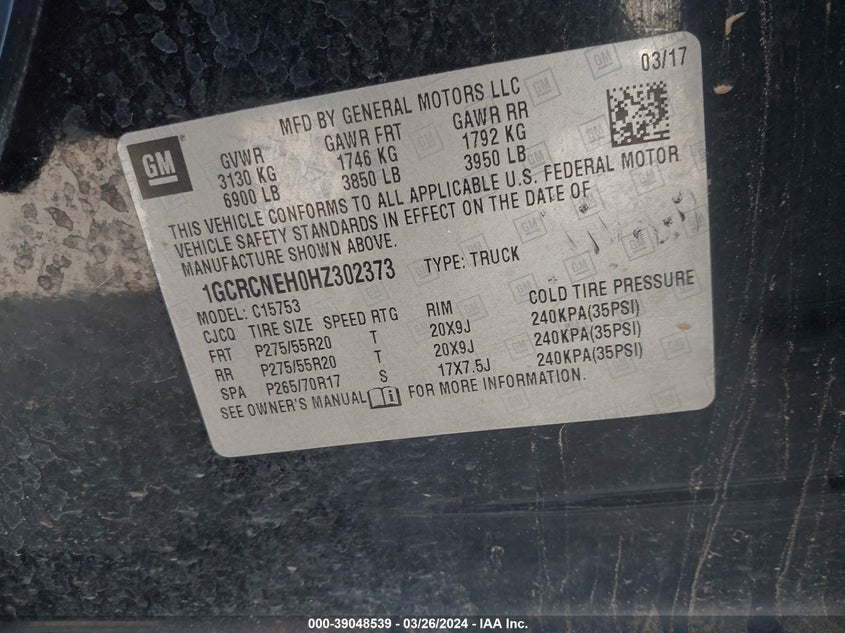 03/17
MFD BY GENERAL MOTORS LLC
GM
GVWR GAWR FRT GAWR RR
3130 KG 1746 KG 1792 KG
6900 LB 3850 LB 3950 LB
THIS VEHICLE CONFORMS TO ALL APPLICABLE U.S. FEDERAL MOTOR
VEHICLE SAFETY STANDARDS IN EFFECT ON THE DATE OF
MANUFACTURE SHOWN ABOVE.
1GCRCNEH0HZ302373 TYPE: TRUCK
MODEL: C15753
CJCQ TIRE SIZE SPEED RTG RIM COLD TIRE PRESSURE
FRT P275/55R20 T 20X9J 240KPA(35PSI)
RR P275/55R20 T 20X9J 240KPA(35PSI)
SPA P265/70R17 S 17X7.5J 240KPA(35PSI)
SEE OWNER'S MANUAL FOR MORE INFORMATION.
000-39048539 - 03/26/2024 - IAA Inc.